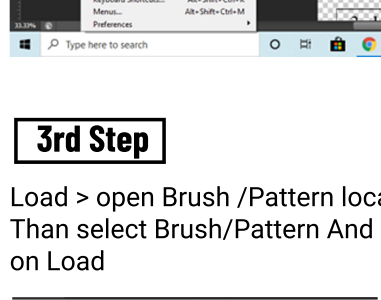 Menus... Alt+Shift+Ctrl+M
33.33%
Preferences
Type here to search
3rd Step
Load > open Brush /Pattern
Than select Brush/Pattern And
on Load